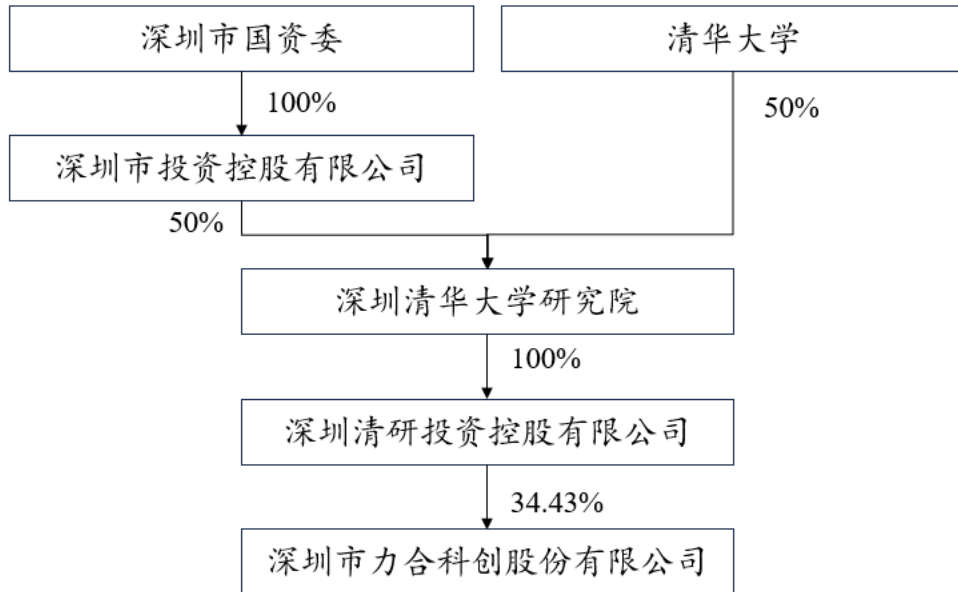 深圳市国资委
清华大学
100%
50%
深圳市投资控股有限公司
50%
深圳清华大学研究院
100%
深圳清研投资控股有限公司
34.43%
深圳市力合科创股份有限公司